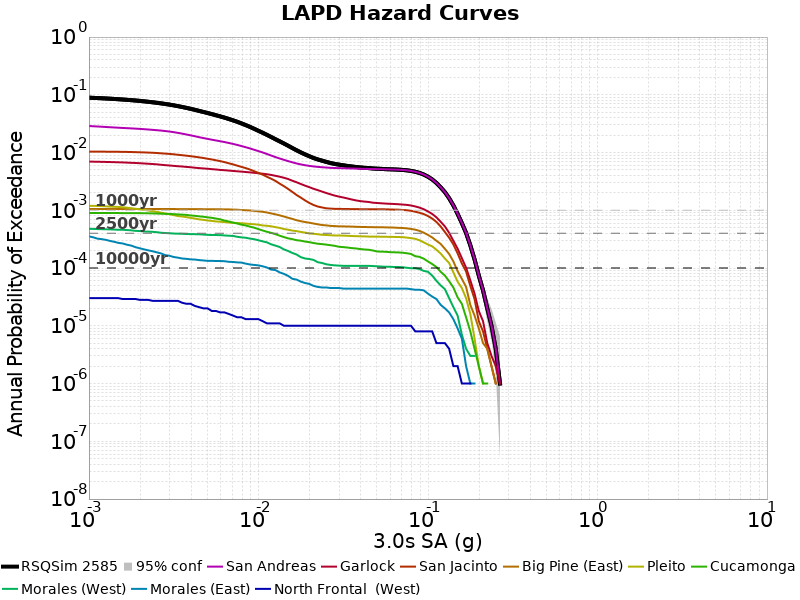 LAPD Hazard Curves
Annual Probability of Exceedance
10^0
10^-1
10^-2
10^-3
10^-4
10^-5
10^-6
10^-7
10^-8
1000yr
2500yr
10000yr
10^-3 10^-2 10^-1 10^0 10^1
3.0s SA (g)
RSQSim 2585 95% conf San Andreas Garlock San Jacinto Big Pine (East) Pleito Cucamonga
Morales (West) Morales (East) North Frontal (West)